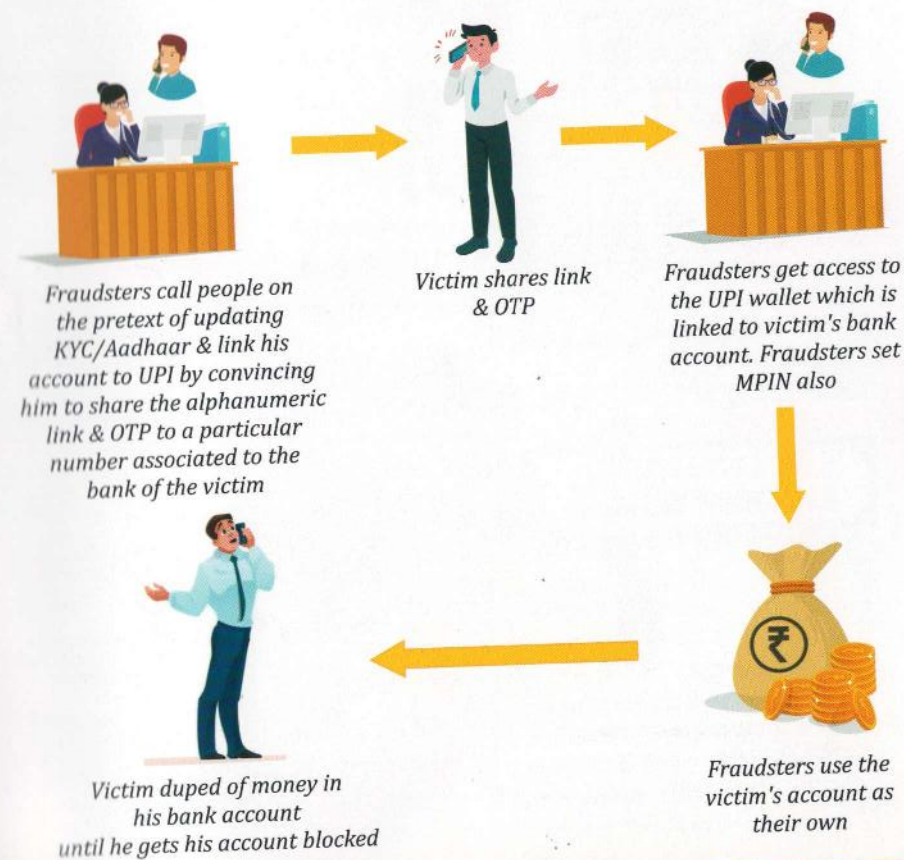 Fraudsters call people on
the pretext of updating
KYC/Aadhaar & link his
account to UPI by convincing
him to share the alphanumeric
link & OTP to a particular
number associated to the
bank of the victim
Victim shares link
& OTP
Fraudsters get access to
the UPI wallet which is
linked to victim's bank
account. Fraudsters set
MPIN also
₹
Fraudsters use the
victim's account as
their own
Victim duped of money in
his bank account
until he gets his account blocked